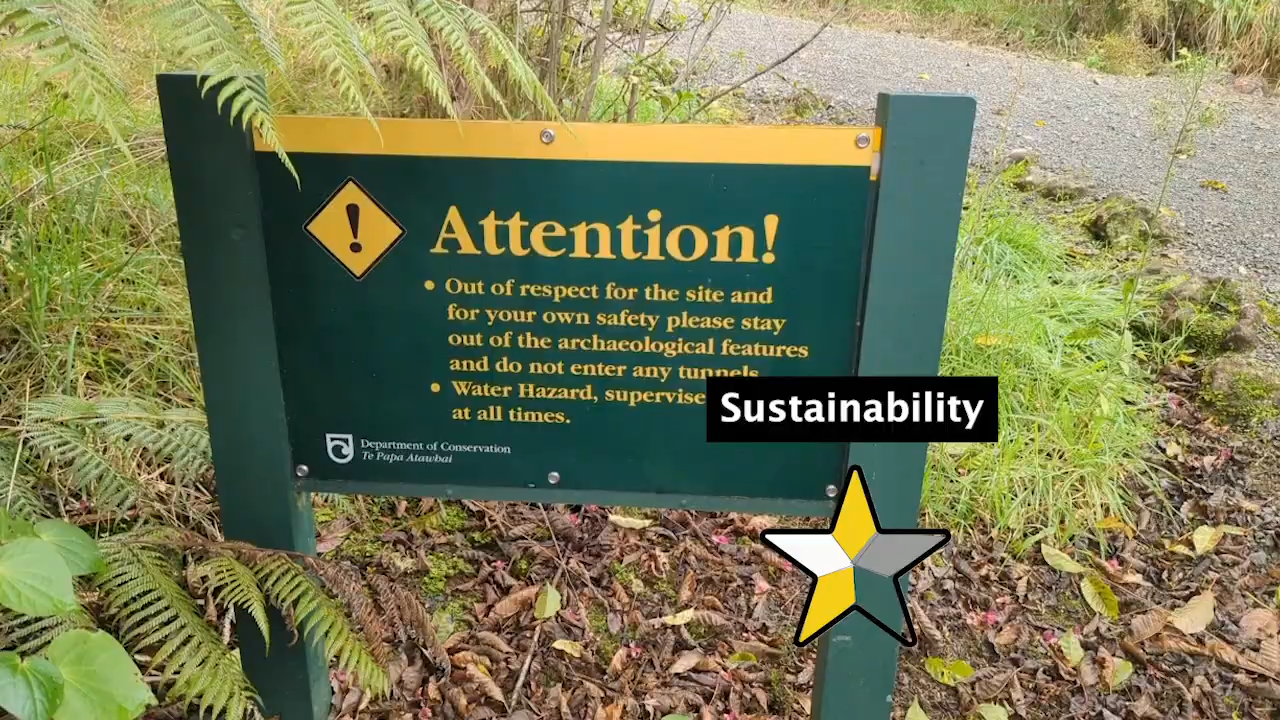 !
Attention!
• Out of respect for the site and
for your own safety please stay
out of the archaeological features
and do not enter any tunnels
• Water Hazard, supervise
at all times.
Sustainability
Department of Conservation
Te Papa Atawhai